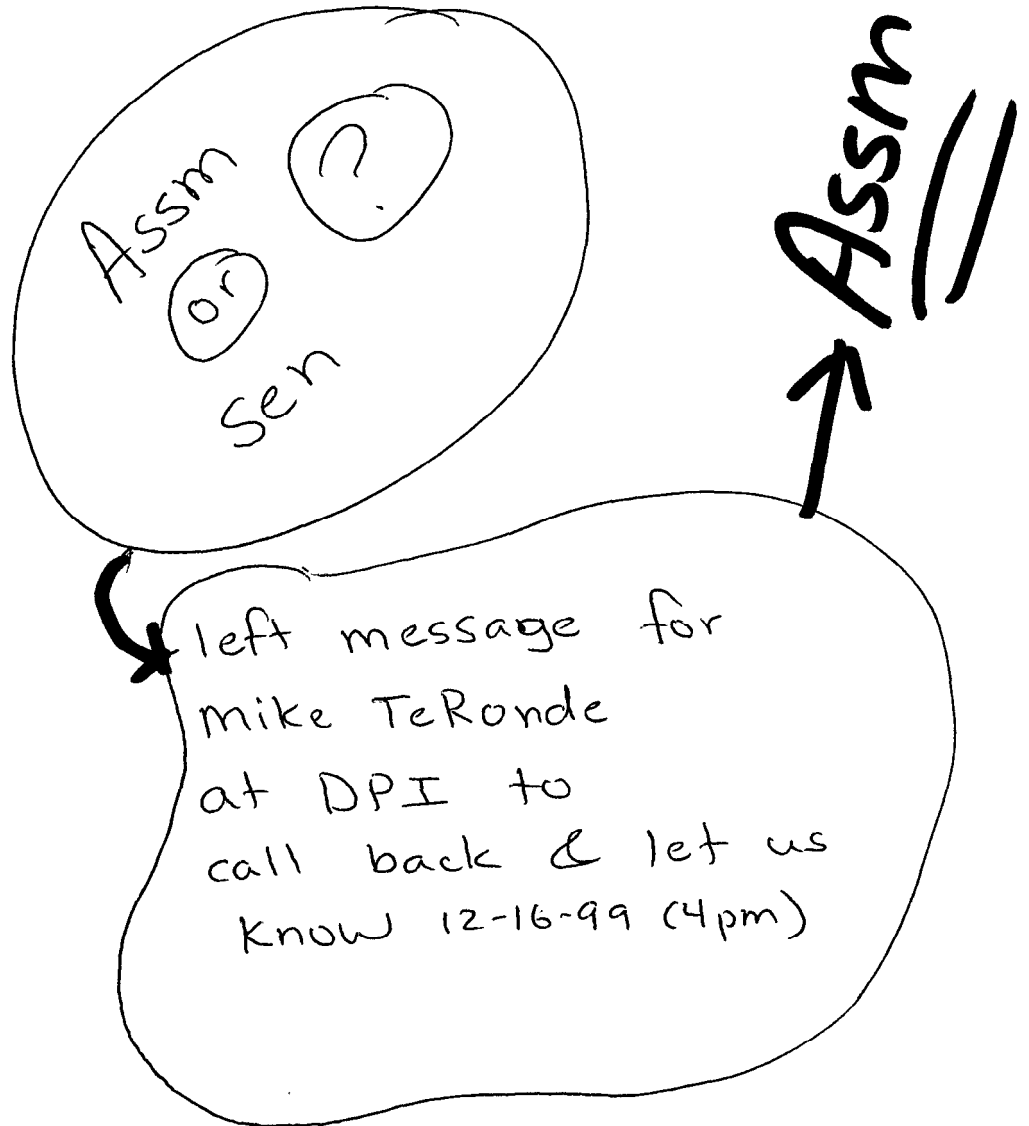 Assm
or
?
Sen
left message for
mike TeRonde
at DPI to
call back & let us
know 12-16-99 (4pm)
Assm